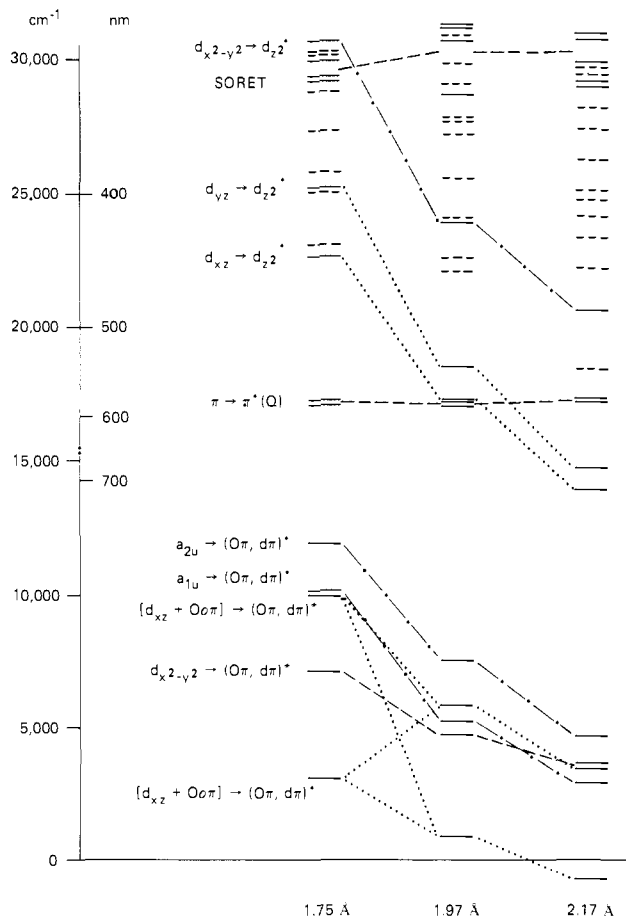 cm⁻¹ nm
d_{x²-y²} → d_{z²}*
30,000
SORET
25,000 400
d_{yz} → d_{z²}*
d_{xz} → d_{z²}*
20,000 500
π → π*(Q)
600
15,000
700
a_{2u} → (Oπ, dπ)*
a_{1u} → (Oπ, dπ)*
10,000
[d_{xz} + Oσπ] → (Oπ, dπ)*
d_{x²-y²} → (Oπ, dπ)*
5,000
[d_{xz} + Oσπ] → (Oπ, dπ)*
0
1.75 Å 1.97 Å 2.17 Å